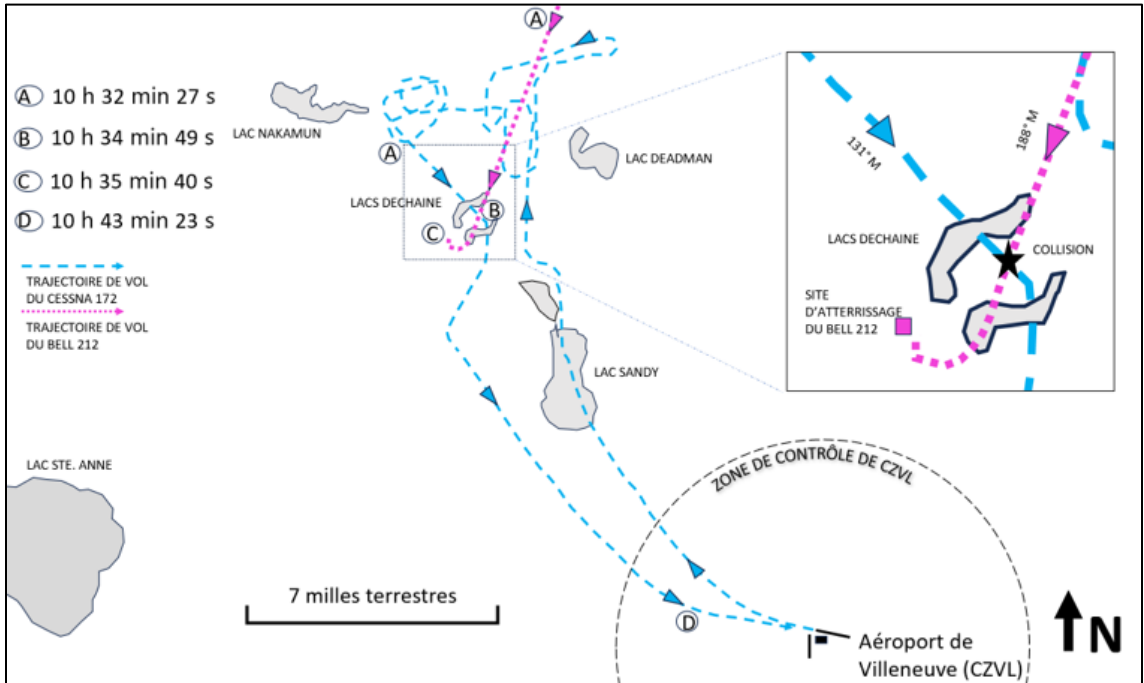 A
A 10 h 32 min 27 s
B 10 h 34 min 49 s
C 10 h 35 min 40 s
D 10 h 43 min 23 s
TRAJECTOIRE DE VOL
DU CESSNA 172
TRAJECTOIRE DE VOL
DU BELL 212
LAC NAKAMUN
A
LAC DEADMAN
LACS DECHAINE
B
C
LAC SANDY
131° M
188° M
LACS DECHAINE
COLLISION
SITE
D'ATTERRISSAGE
DU BELL 212
LAC STE. ANNE
ZONE DE CONTRÔLE DE CZVL
7 milles terrestres
D
N
Aéroport de
Villeneuve (CZVL)